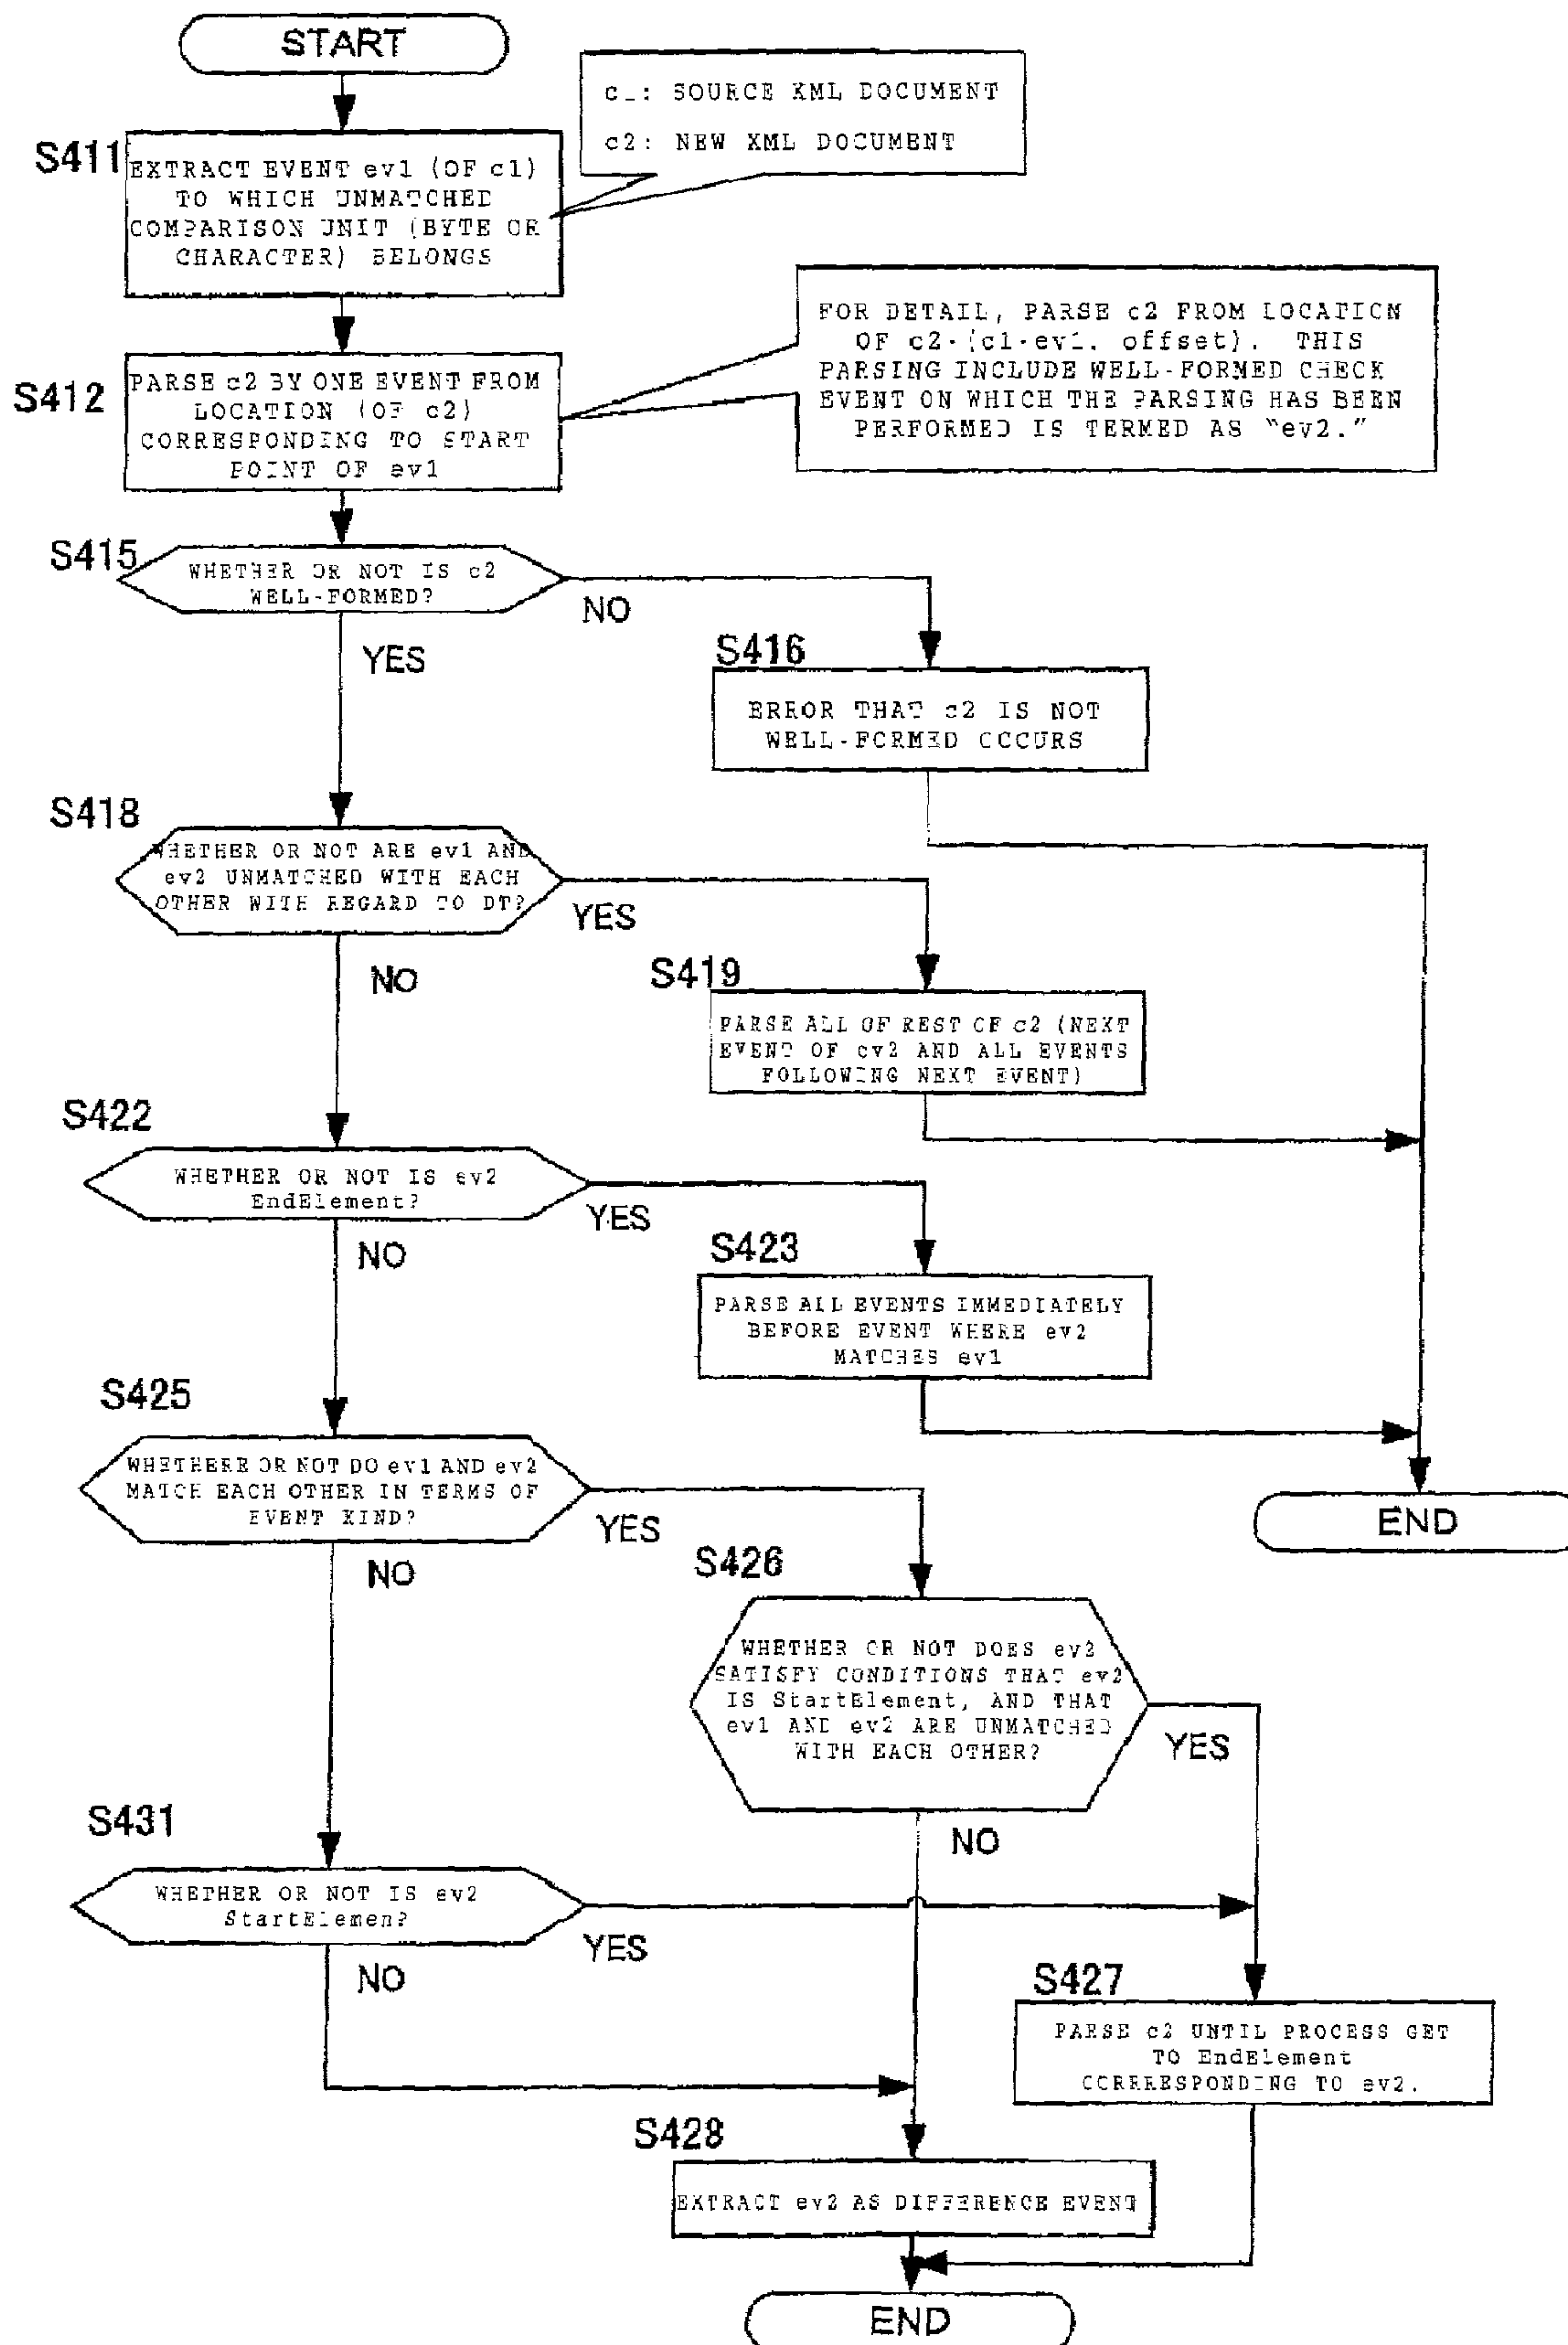 START
c1: SOURCE XML DOCUMENT
c2: NEW XML DOCUMENT
S411
EXTRACT EVENT ev1 (OF c1)
TO WHICH UNMATCHED
COMPARISON UNIT (BYTE OR
CHARACTER) BELONGS
FOR DETAIL, PARSE c2 FROM LOCATION
OF c2-(c1-ev1. offset). THIS
PARSING INCLUDE WELL-FORMED CHECK
EVENT ON WHICH THE PARSING HAS BEEN
PERFORMED IS TERMED AS "ev2."
S412
PARSE c2 BY ONE EVENT FROM
LOCATION (OF c2)
CORRESPONDING TO START
POINT OF ev1
S415
WHETHER OR NOT IS c2
WELL-FORMED?
NO
YES
S416
ERROR THAT c2 IS NOT
WELL-FORMED OCCURS
S418
WHETHER OR NOT ARE ev1 AND
ev2 UNMATCHED WITH EACH
OTHER WITH REGARD TO DT?
YES
NO
S419
PARSE ALL OF REST OF c2 (NEXT
EVENT OF ev2 AND ALL EVENTS
FOLLOWING NEXT EVENT)
S422
WHETHER OR NOT IS ev2
EndElement?
YES
NO
S423
PARSE ALL EVENTS IMMEDIATELY
BEFORE EVENT WHERE ev2
MATCHES ev1
S425
WHETHERE OR NOT DO ev1 AND ev2
MATCH EACH OTHER IN TERMS OF
EVENT KIND?
YES
NO
END
S426
WHETHER OR NOT DOES ev2
SATISFY CONDITIONS THAT ev2
IS StartElement, AND THAT
ev1 AND ev2 ARE UNMATCHED
WITH EACH OTHER?
YES
NO
S431
WHETHER OR NOT IS ev2
StartElemen?
YES
NO
S427
PARSE c2 UNTIL PROCESS GET
TO EndElement
CCRRRESPONDING TO ev2.
S428
EXTRACT ev2 AS DIFFERENCE EVENT
END